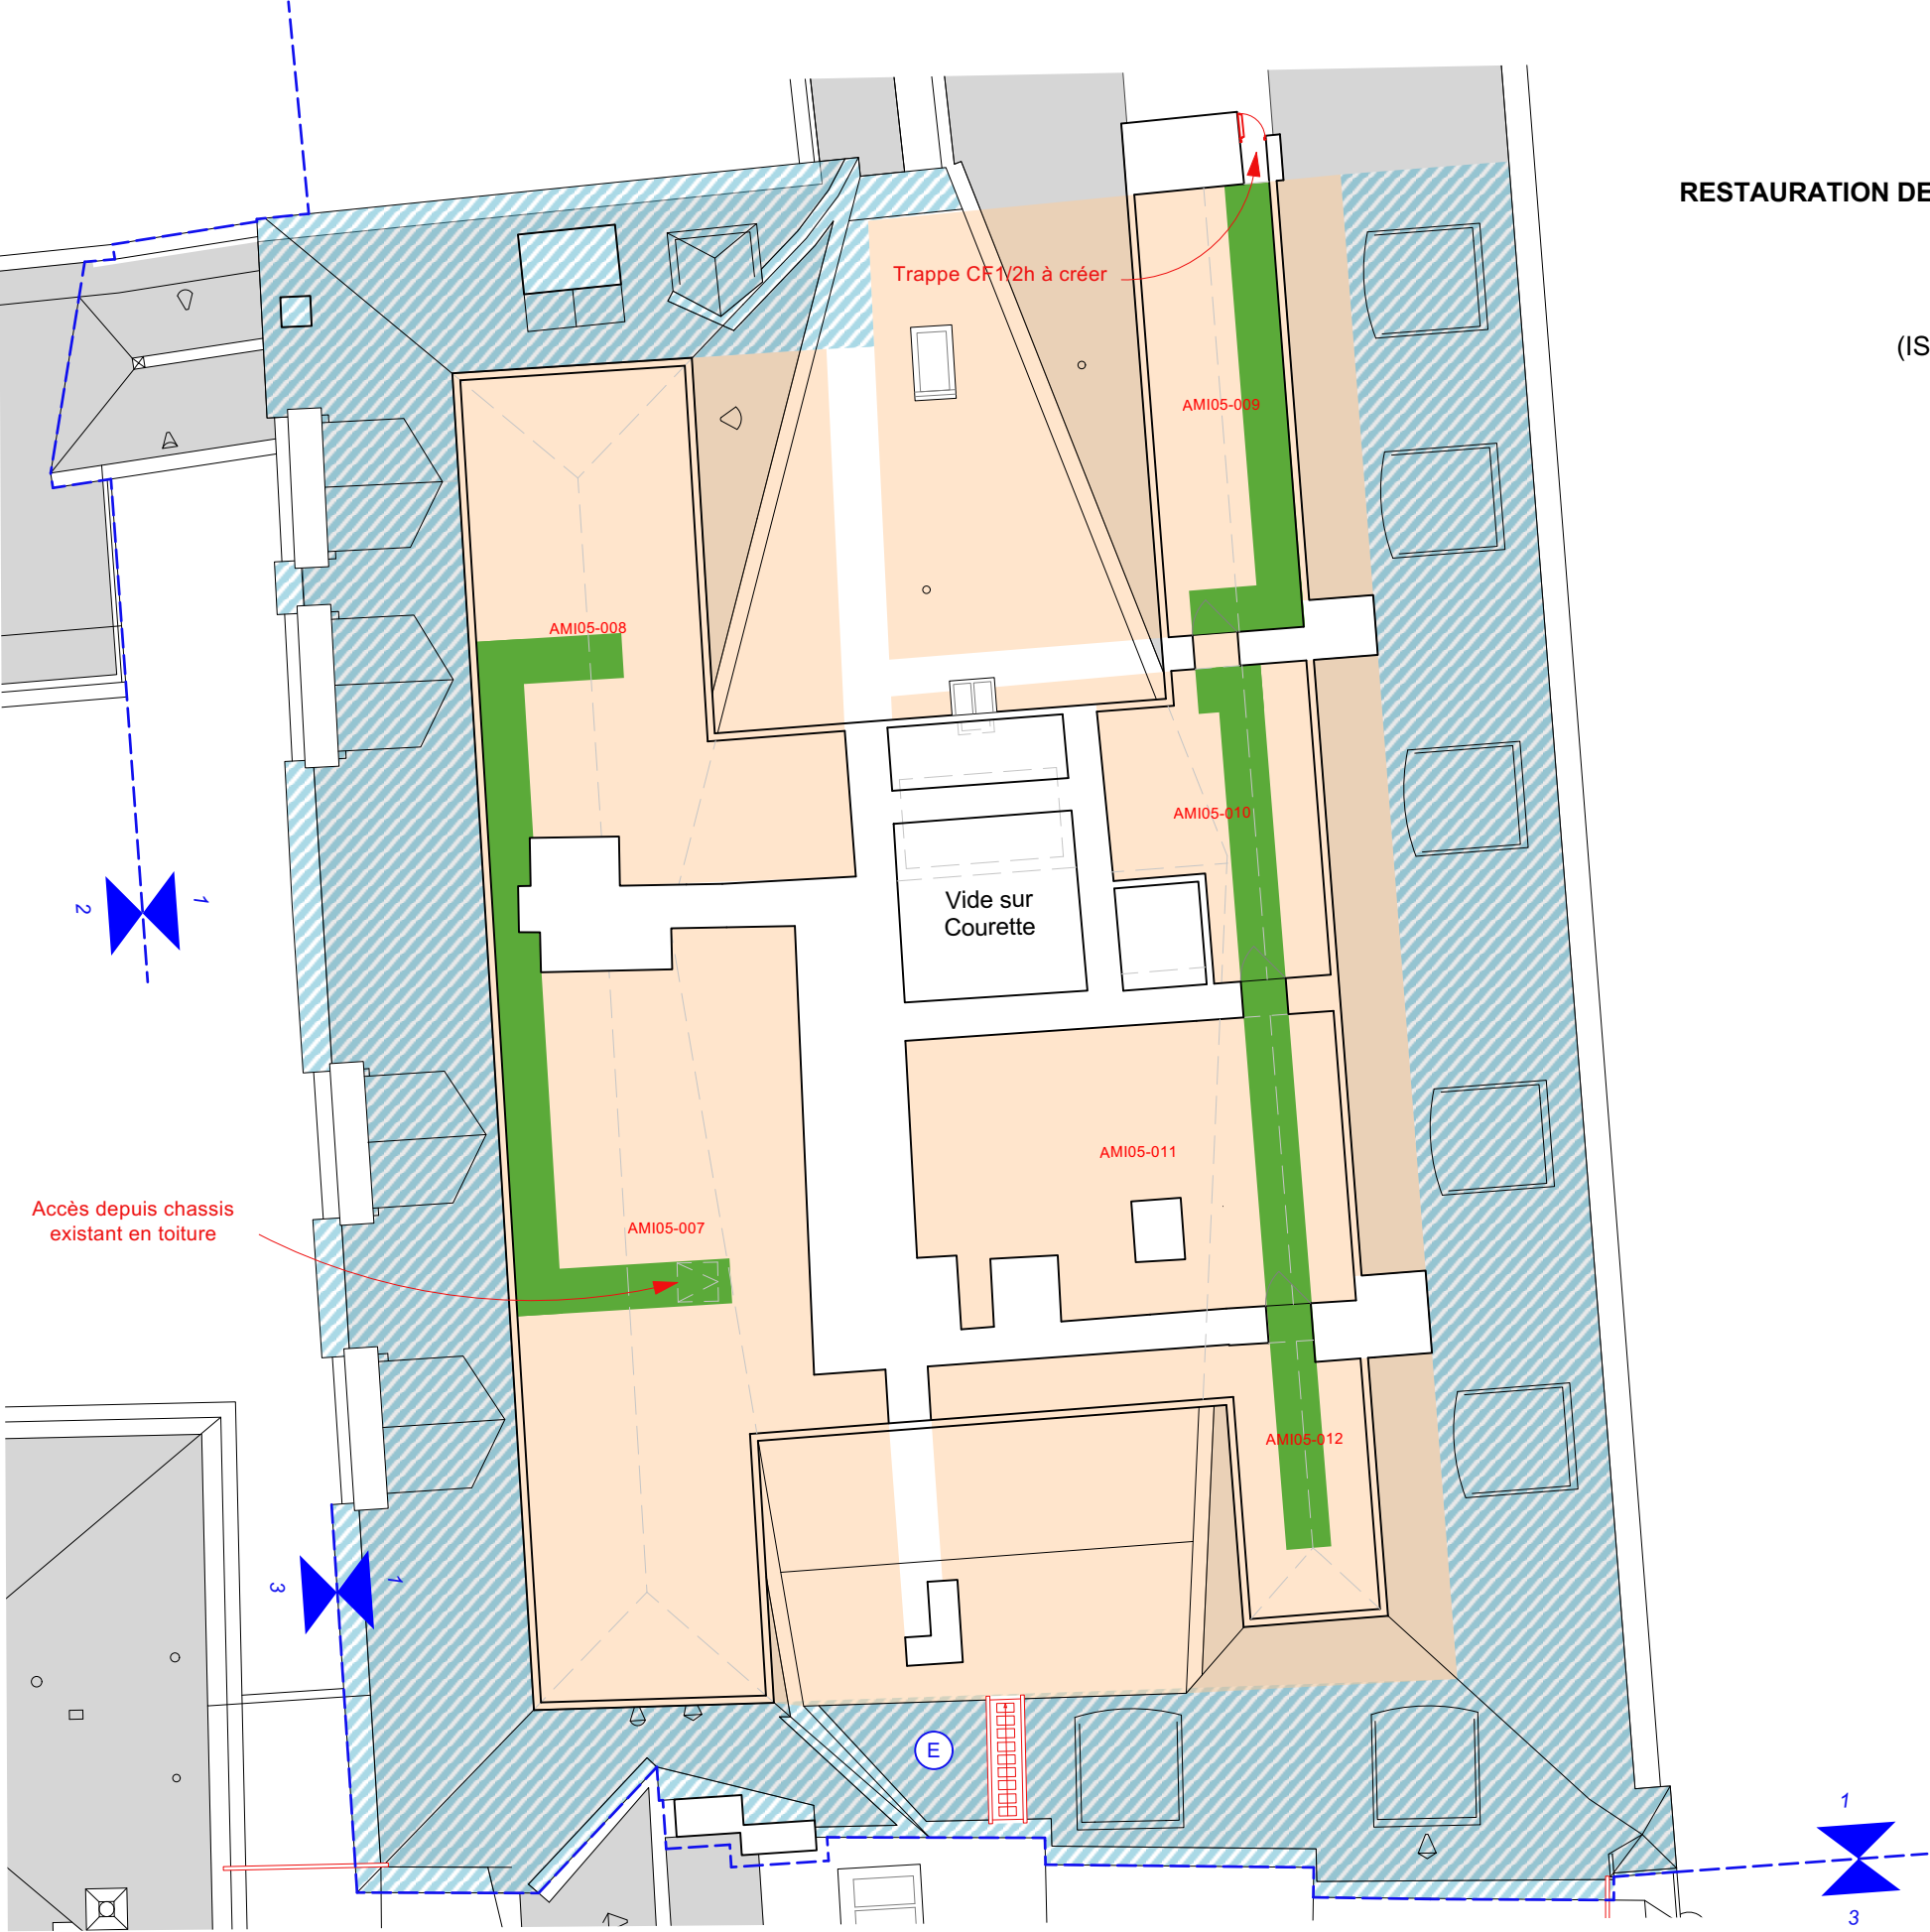 RESTAURATION DE
Trappe CF1/2h à créer
(IS
AMI05-009
AMI05-008
AMI05-010
Vide sur
Courette
2
1
AMI05-011
Accès depuis chassis
existant en toiture
AMI05-007
AMI05-012
3
1
E
1
3